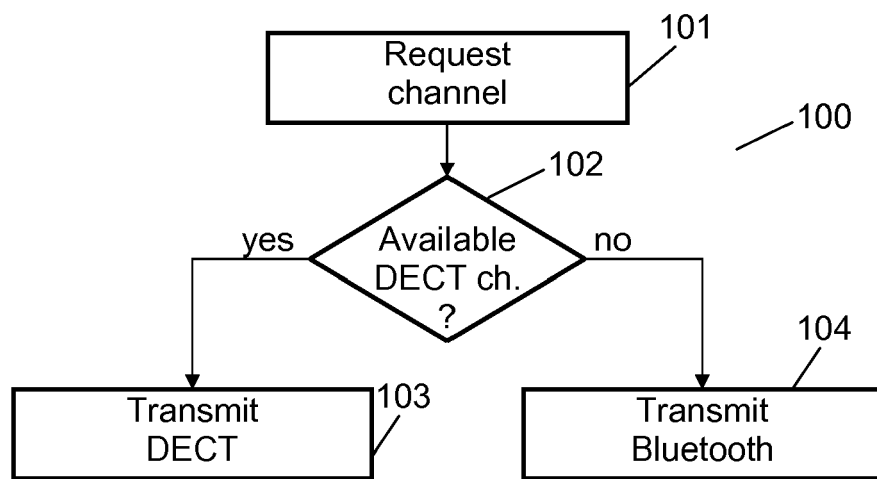 Request
channel
101
100
102
yes
Available
DECT ch.
?
no
Transmit
DECT
103
Transmit
Bluetooth
104